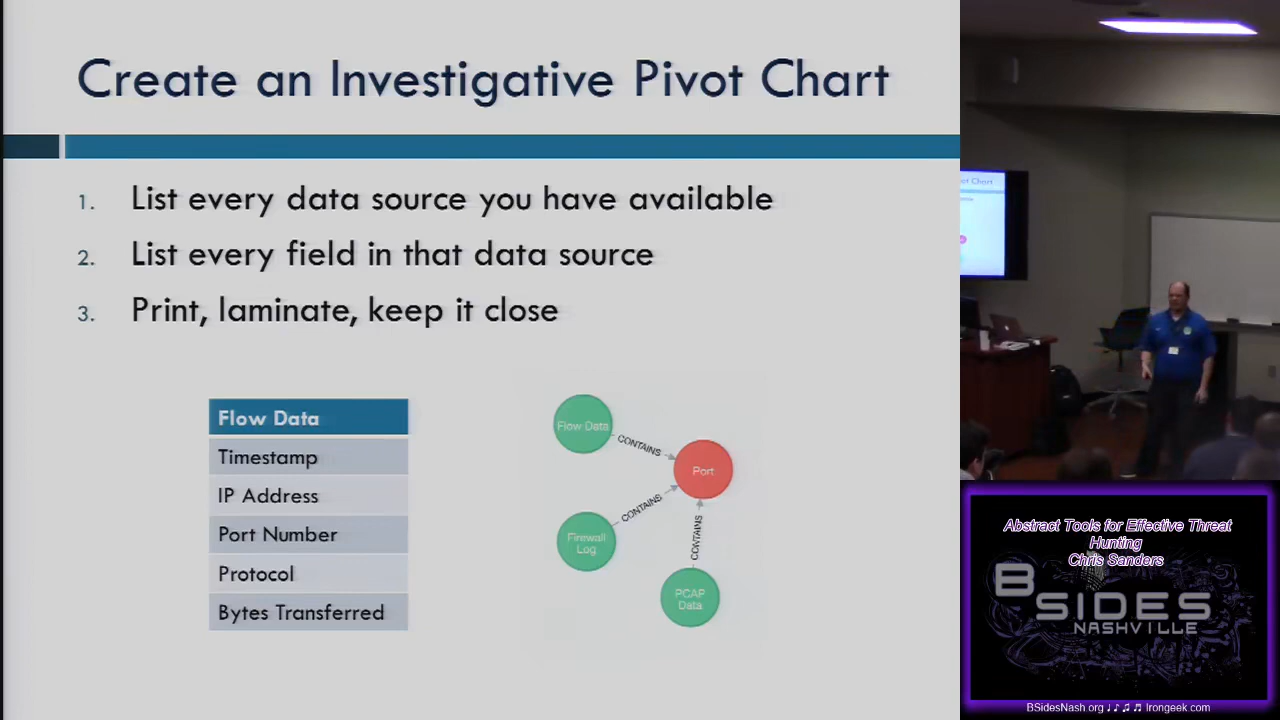 Create an Investigative Pivot Chart
1. List every data source you have available
2. List every field in that data source
3. Print, laminate, keep it close
Flow Data
Timestamp
IP Address
Port Number
Protocol
Bytes Transferred
Flow Data
CONTAINS
Port
CONTAINS
Firewall
Log
CONTAINS
PCAP
Data
Abstract Tools for Effective Threat
Hunting
Chris Sanders
BSIDES
NASHVILLE
BSidesNash.org ♩ ♪ ♫ ♬ Irongeek.com